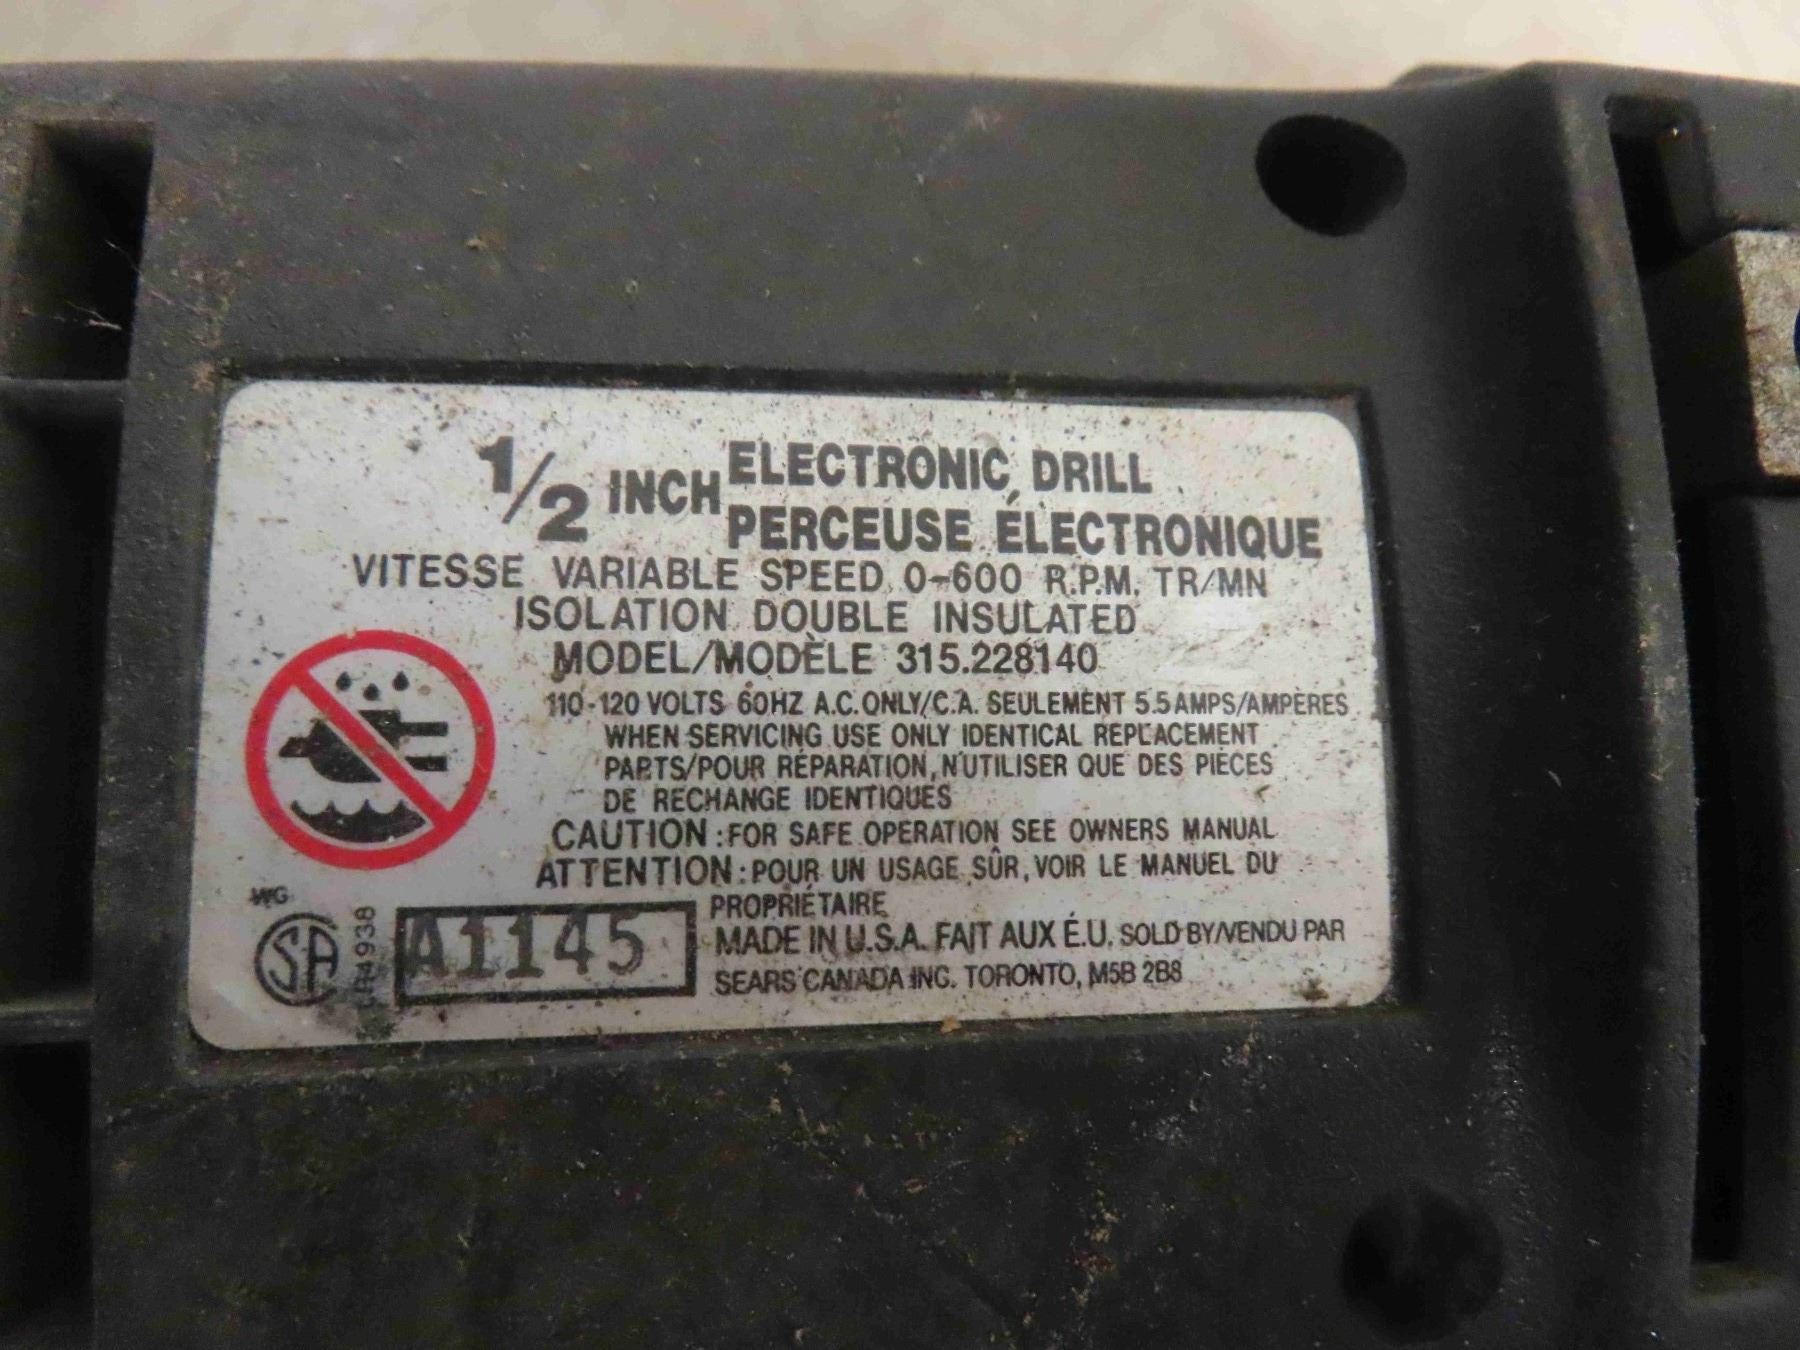 1/2 INCH ELECTRONIC DRILL
PERCEUSE ÉLECTRONIQUE
VITESSE VARIABLE SPEED 0-600 R.P.M. TR/MN
ISOLATION DOUBLE INSULATED
MODEL/MODÈLE 315.228140
110-120 VOLTS 60HZ A.C. ONLY/C.A. SEULEMENT 5.5 AMPS/AMPÈRES
WHEN SERVICING USE ONLY IDENTICAL REPLACEMENT
PARTS/POUR RÉPARATION, N'UTILISER QUE DES PIÈCES
DE RECHANGE IDENTIQUES
CAUTION : FOR SAFE OPERATION SEE OWNERS MANUAL
ATTENTION : POUR UN USAGE SÛR, VOIR LE MANUEL DU
PROPRIÉTAIRE
MADE IN U.S.A. FAIT AUX É.U. SOLD BY/VENDU PAR
SEARS CANADA INC. TORONTO, M5B 2B8
WG
SA
LR4938
A1145